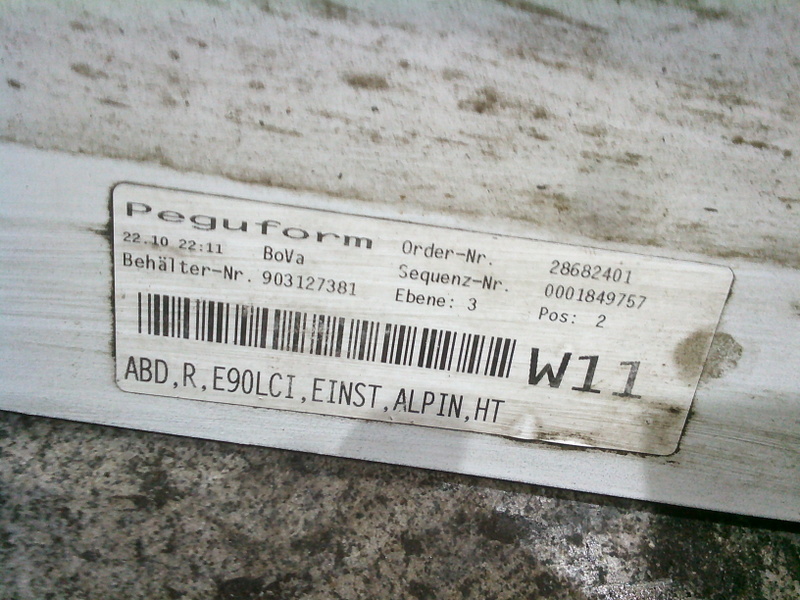 Peguform
22.10 22:11 BoVa
Behälter-Nr. 903127381
Order-Nr. 28682401
Sequenz-Nr. 0001849757
Ebene: 3 Pos: 2
W11
ABD,R,E90LCI,EINST,ALPIN,HT